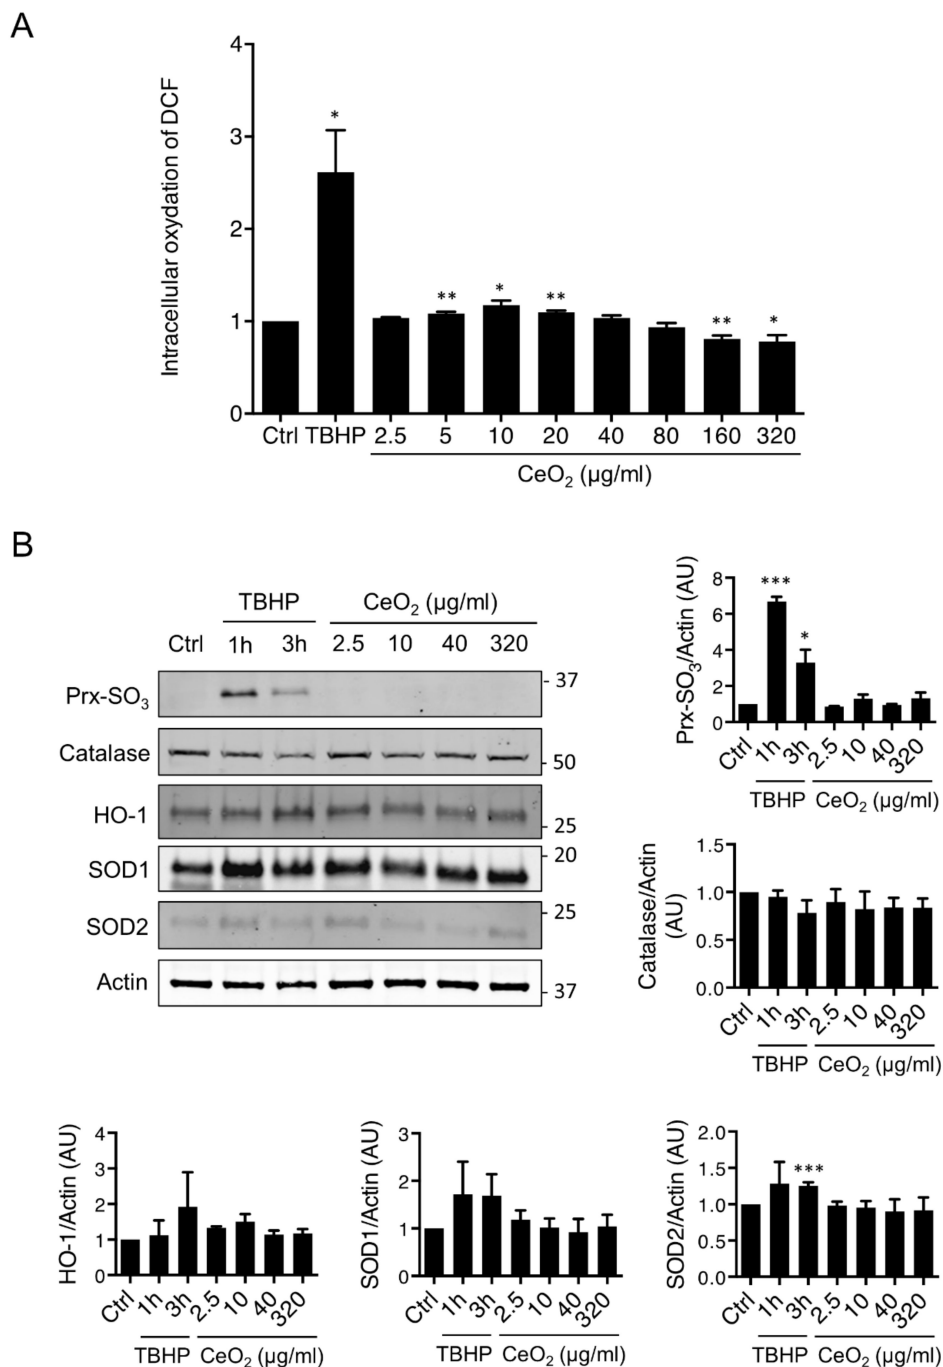 A
Intracellular oxydation of DCF
4
3
2
1
0
*
**
*
**
**
*
Ctrl TBHP 2.5 5 10 20 40 80 160 320
CeO₂ (µg/ml)
B
TBHP CeO₂ (µg/ml)
Ctrl 1h 3h 2.5 10 40 320
Prx-SO₃
- 37
Catalase
- 50
HO-1
- 25
SOD1
- 20
SOD2
- 25
Actin
- 37
Prx-SO₃/Actin (AU)
8
6
4
2
0
***
*
Ctrl 1h 3h 2.5 10 40 320
TBHP CeO₂ (µg/ml)
Catalase/Actin
(AU)
1.5
1.0
0.5
0.0
Ctrl 1h 3h 2.5 10 40 320
TBHP CeO₂ (µg/ml)
HO-1/Actin (AU)
4
3
2
1
0
Ctrl 1h 3h 2.5 10 40 320
TBHP CeO₂ (µg/ml)
SOD1/Actin (AU)
3
2
1
0
Ctrl 1h 3h 2.5 10 40 320
TBHP CeO₂ (µg/ml)
SOD2/Actin (AU)
2.0
1.5
1.0
0.5
0.0
***
Ctrl 1h 3h 2.5 10 40 320
TBHP CeO₂ (µg/ml)